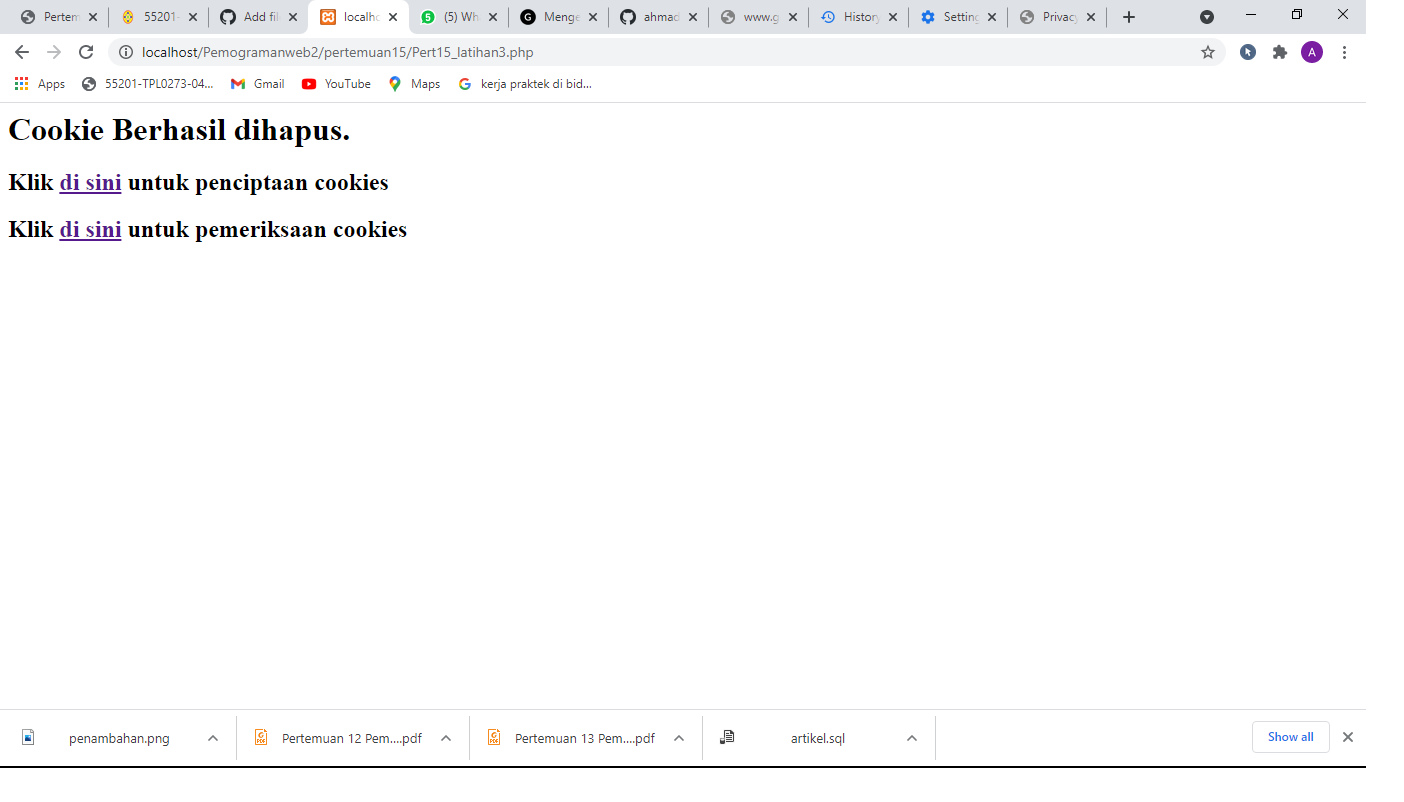 Pertem 55201- Add fil localho (5) Wh Menge ahmad www.g History Setting Privacy
localhost/Pemogramanweb2/pertemuan15/Pert15_latihan3.php A
Apps 55201-TPL0273-04... Gmail YouTube Maps kerja praktek di bid...
Cookie Berhasil dihapus.
Klik di sini untuk penciptaan cookies
Klik di sini untuk pemeriksaan cookies
penambahan.png Pertemuan 12 Pem....pdf Pertemuan 13 Pem....pdf artikel.sql Show all